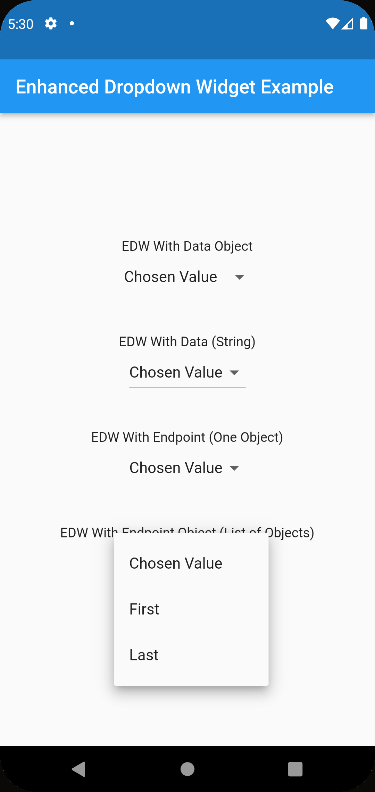 5:30
Enhanced Dropdown Widget Example
EDW With Data Object
Chosen Value
EDW With Data (String)
Chosen Value
EDW With Endpoint (One Object)
Chosen Value
EDW With Endpoint Object (List of Objects)
Chosen Value
First
Last